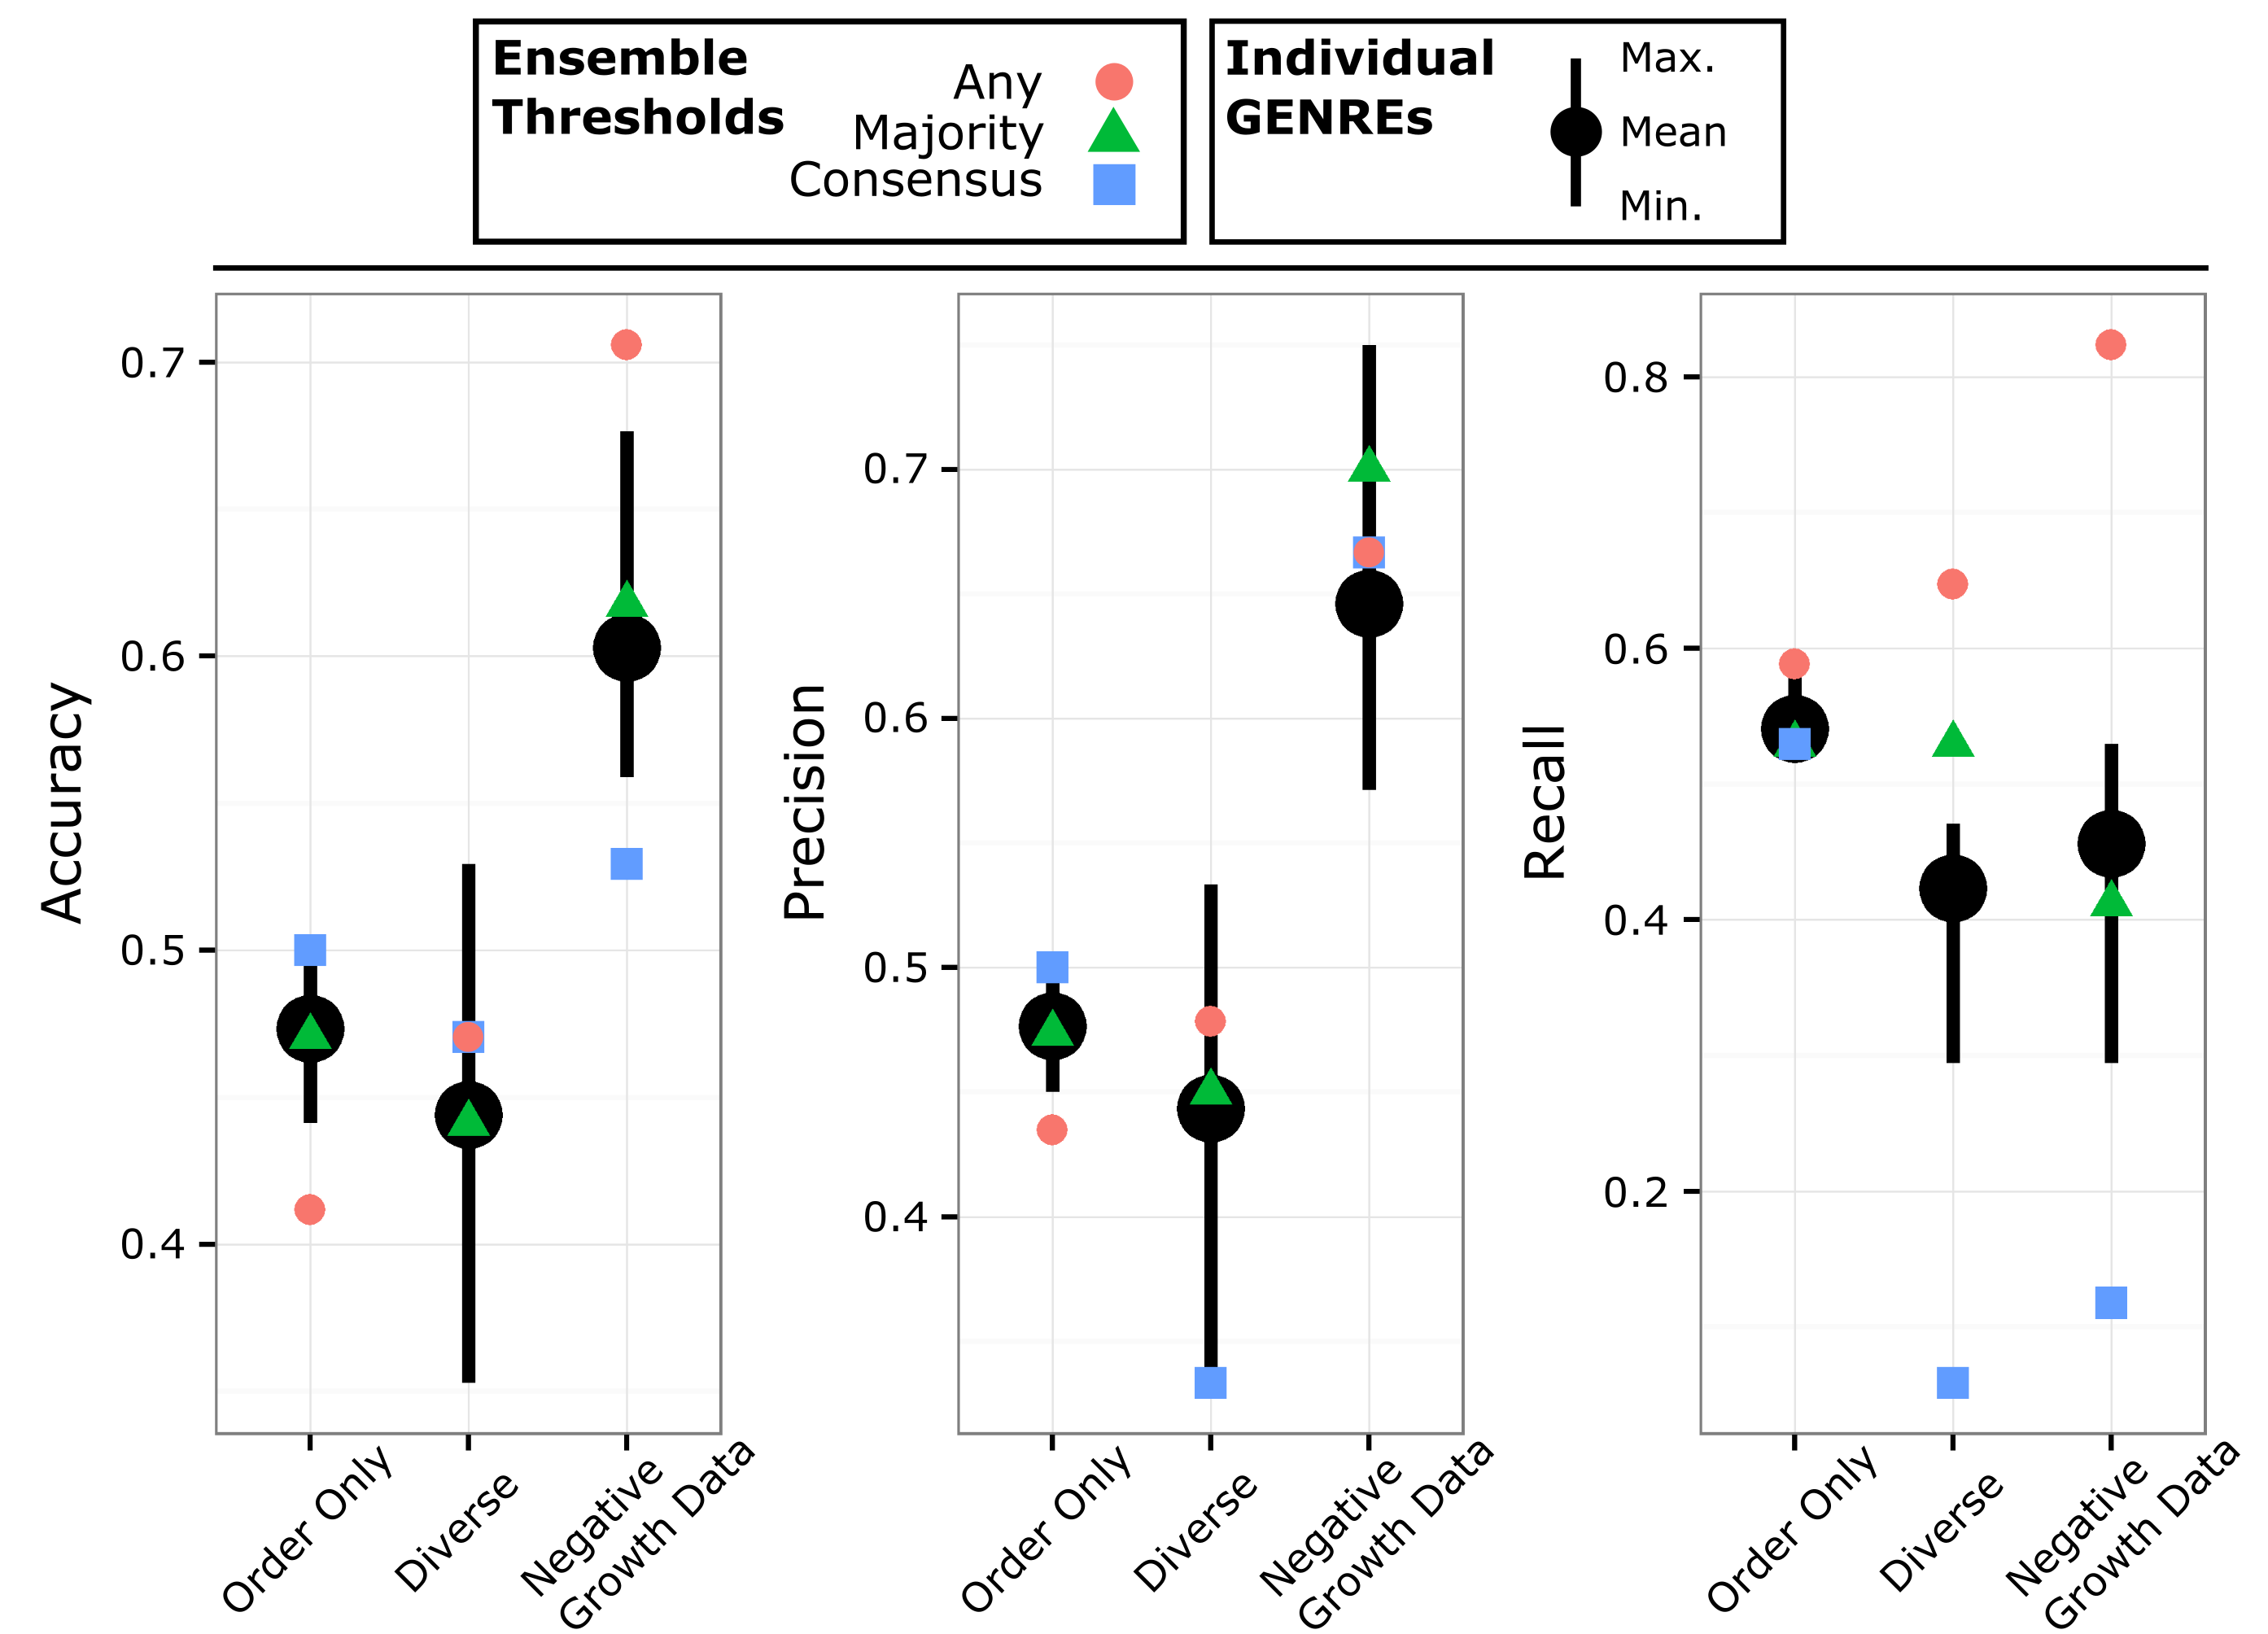 Ensemble
Thresholds
Any
Majority
Consensus
Individual
GENREs
Max.
Mean
Min.
Accuracy
0.7
0.6
0.5
0.4
Order Only
Diverse
Negative
Growth Data
Precision
0.7
0.6
0.5
0.4
Order Only
Diverse
Negative
Growth Data
Recall
0.8
0.6
0.4
0.2
Order Only
Diverse
Negative
Growth Data